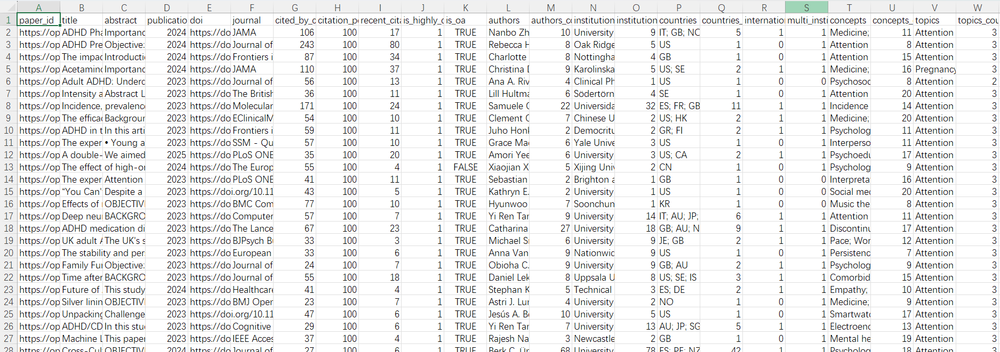 A B C D E F G H I J K L M N O P Q R S T U V W
1 paper_id title abstract publicatio doi journal cited_by_c citation_pe recent_cita is_highly_c is_oa authors authors_co institution institution countries countries_ internatio multi_insti concepts concepts_ topics topics_cou
2 https://op ADHD Pha Importanc 2024 https://do JAMA 106 100 17 1 TRUE Nanbo Zh 10 University 9 IT; GB; NO 5 1 1 Medicine; 11 Attention 3
3 https://op ADHD Pre Objective: 2024 https://do Journal of 243 100 80 1 TRUE Rebecca H 8 Oak Ridge 5 US 1 0 1 Attention 8 Attention 3
4 https://op The impac Introducti 2024 https://do Frontiers i 87 100 34 1 TRUE Charlotte 8 Nottingha 4 GB 1 0 1 Attention 15 Attention 3
5 https://op Acetamino Importanc 2024 https://do JAMA 110 100 37 1 TRUE Christina D 9 Karolinska 5 US; SE 2 1 1 Medicine; 16 Pregnancy 3
6 https://op Adult ADHD: Underd 2023 https://do Journal of 56 100 13 1 TRUE Ana A. Riv 4 Clinical Ph 1 US 1 0 0 Psychosoc 8 Attention 2
7 https://op Intensity a Abstract L 2023 https://do The British 36 100 11 1 TRUE Lill Hultma 6 Södertörn 4 SE 1 0 1 Attention 20 Attention 3
8 https://op Incidence, prevalence 2023 https://do Molecular 171 100 24 1 TRUE Samuele C 22 Universida 32 ES; FR; GB 11 1 1 Incidence 14 Attention 3
9 https://op The effica Backgroun 2023 https://do EClinicalM 54 100 10 1 TRUE Clement C 7 Chinese U 2 US; HK 2 1 1 Medicine; 20 Attention 3
10 https://op ADHD in t In this arti 2023 https://do Frontiers i 59 100 11 1 TRUE Juho Honk 2 Democritu 2 GR; FI 2 1 1 Psycholog 11 Attention 3
11 https://op The exper • Young a 2023 https://do SSM - Qu 57 100 10 1 TRUE Grace Mac 6 Yale Unive 3 US 1 0 1 Interperso 11 Attention 3
12 https://op A double- We aimed 2025 https://do PLoS ONE 35 100 20 1 TRUE Amori Yee 6 University 3 US; CA 2 1 1 Psychoedu 17 Attention 3
13 https://op The effect of high-or 2024 https://do The Europ 55 100 4 1 FALSE Xiaojian X 5 Xijing Univ 2 CN 1 0 1 Psycholog 9 Attention 3
14 https://op The exper Attention 2023 https://do PLoS ONE 41 100 11 1 TRUE Sebastian 2 Brighton a 1 GB 1 0 0 Interpreta 16 Attention 3
15 https://op “You Can' Despite a 2023 https://doi.org/10.11 43 100 5 1 TRUE Kathryn E. 2 University 1 US 1 0 0 Social med 20 Attention 3
16 https://op Effects of OBJECTIV 2023 https://do BMC Com 77 100 10 1 TRUE Hyunwoo 7 Soonchun 1 KR 1 0 0 Music the 8 Attention 3
17 https://op Deep neu BACKGRO 2023 https://do Computer 57 100 7 1 TRUE Yi Ren Tan 9 University 14 IT; AU; JP; 6 1 1 Attention 11 Attention 3
18 https://op ADHD medication di 2023 https://do The Lance 67 100 23 1 TRUE Catharina 27 University 18 GB; AU; N 9 1 1 Discontinu 17 Attention 3
19 https://op UK adult A The UK's s 2023 https://do BJPsych B 33 100 3 1 TRUE Michael S 6 University 9 JE; GB 2 1 1 Pace; Wor 12 Attention 3
20 https://op The stability and per 2023 https://do European 33 100 6 1 TRUE Anna Van 9 Nationwid 9 US 1 0 1 Persistenc 7 Attention 3
21 https://op Family Fur Objective: 2023 https://do Journal of 24 100 7 1 TRUE Obioha C. 9 University 9 GB; AU 2 1 1 Psycholog 9 Attention 3
22 https://op Time after BACKGRO 2023 https://do Journal of 55 100 18 1 TRUE Daniel Lek 8 Uppsala U 8 US; SE; IS 3 1 1 Comorbid 15 Attention 3
23 https://op Future of This study 2024 https://do Healthcare 41 100 4 1 TRUE Stephan K 5 Technical 3 ES; DE 2 1 1 Empathy; 10 Attention 3
24 https://op Silver linin OBJECTIV 2023 https://do BMJ Open 23 100 7 1 TRUE Astri J. Lur 4 University 2 NO 1 0 1 Medicine; 9 Attention 3
25 https://op Unpacking Challenge 2023 https://doi.org/10.11 47 100 6 1 TRUE Jesús A. Be 10 University 5 US 1 0 1 Smartwatc 17 Attention 3
26 https://op ADHD/CD In this stu 2023 https://do Cognitive 29 100 6 1 TRUE Yi Ren Tan 7 University 13 AU; JP; SG 5 1 1 Electroenc 13 Attention 3
27 https://op Machine L This paper 2023 https://do IEEE Acces 37 100 4 1 TRUE Rajesh Na 3 Newcastle 2 GB 1 0 1 Mental he 19 Attention 3
28 https://op Cross-Cul OBJECTIV 2024 https://do Journal of 27 100 6 1 TRUE Berk C. Ün 68 University 78 ES; PE; NZ 42 1 1 Psycholog 18 Attention 3